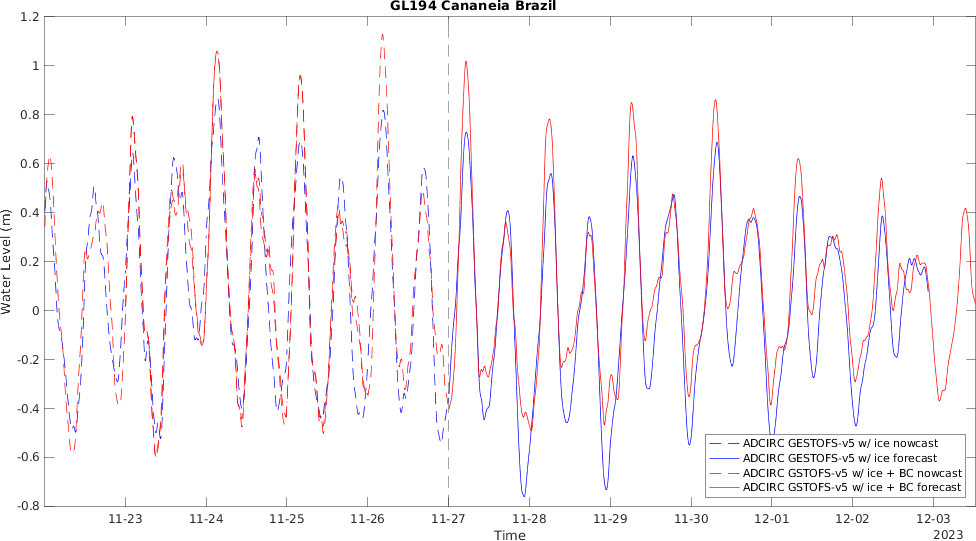 GL194 Cananeia Brazil
Water Level (m)
1.2
1
0.8
0.6
0.4
0.2
0
-0.2
-0.4
-0.6
-0.8
ADCIRC GESTOFS-v5 w/ ice nowcast
ADCIRC GESTOFS-v5 w/ ice forecast
ADCIRC GSTOFS-v5 w/ ice + BC nowcast
ADCIRC GSTOFS-v5 w/ ice + BC forecast
11-23 11-24 11-25 11-26 11-27 11-28 11-29 11-30 12-01 12-02 12-03
Time
2023